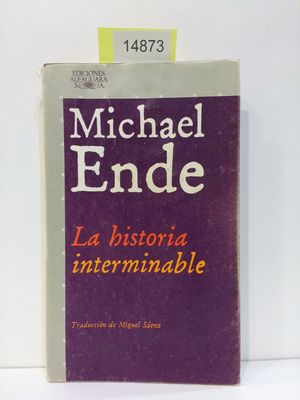 14873
EDICIONES
ALFAGUARA
S.A.
Michael
Ende
La historia
interminable
Traducción de Miguel Sáenz